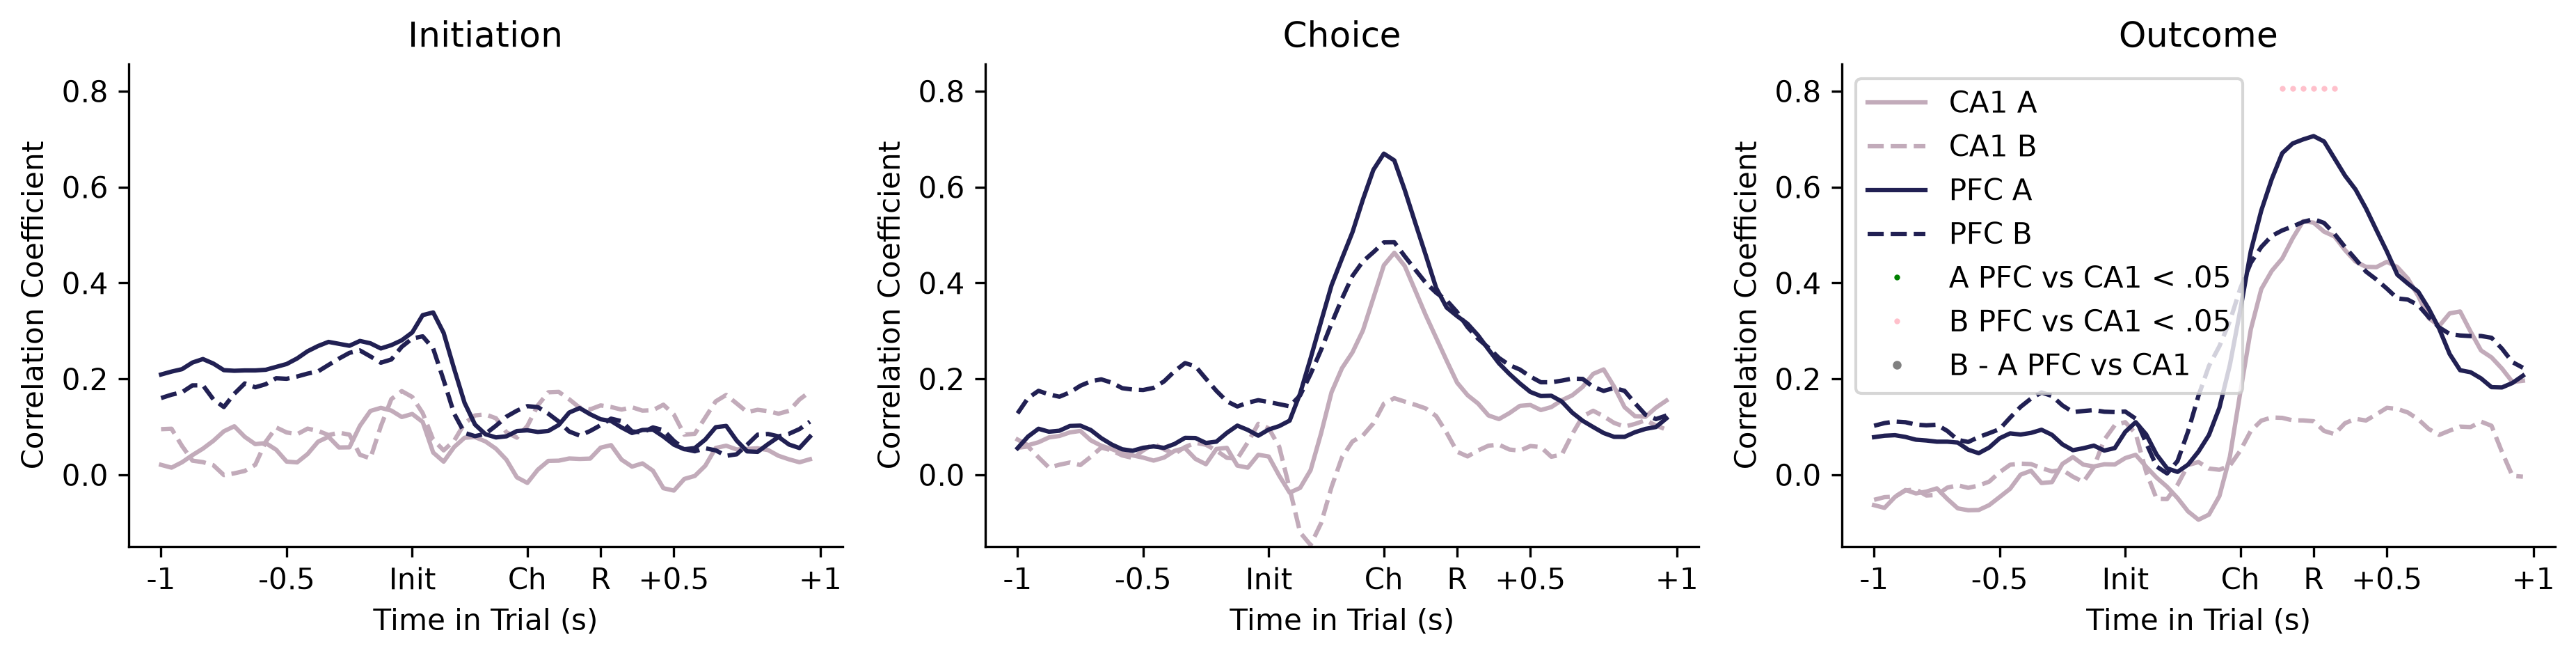 Initiation
Correlation Coefficient
0.8
0.6
0.4
0.2
0.0
-1 -0.5 Init Ch R +0.5 +1
Time in Trial (s)
Choice
Correlation Coefficient
0.8
0.6
0.4
0.2
0.0
-1 -0.5 Init Ch R +0.5 +1
Time in Trial (s)
Outcome
Correlation Coefficient
0.8
0.6
0.4
0.2
0.0
CA1 A
CA1 B
PFC A
PFC B
A PFC vs CA1 < .05
B PFC vs CA1 < .05
B - A PFC vs CA1
-1 -0.5 Init Ch R +0.5 +1
Time in Trial (s)